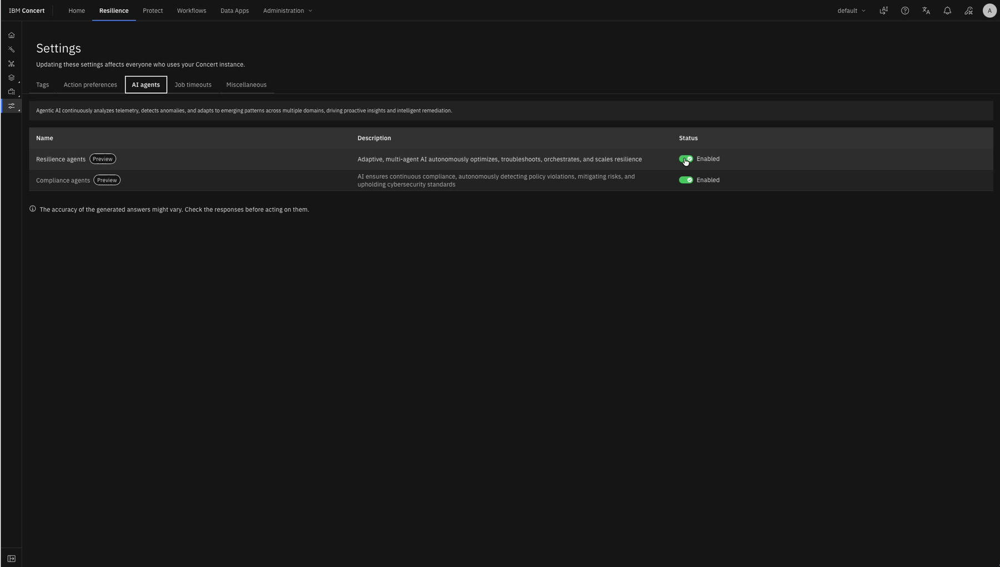 IBM Concert
Home
Resilience
Protect
Workflows
Data Apps
Administration
default
AI
A
Settings
Updating these settings affects everyone who uses your Concert instance.
Tags
Action preferences
AI agents
Job timeouts
Miscellaneous
Agentic AI continuously analyzes telemetry, detects anomalies, and adapts to emerging patterns across multiple domains, driving proactive insights and intelligent remediation.
Name
Description
Status
Resilience agents
Preview
Adaptive, multi-agent AI autonomously optimizes, troubleshoots, orchestrates, and scales resilience
Enabled
Compliance agents
Preview
AI ensures continuous compliance, autonomously detecting policy violations, mitigating risks, and
upholding cybersecurity standards
Enabled
The accuracy of the generated answers might vary. Check the responses before acting on them.